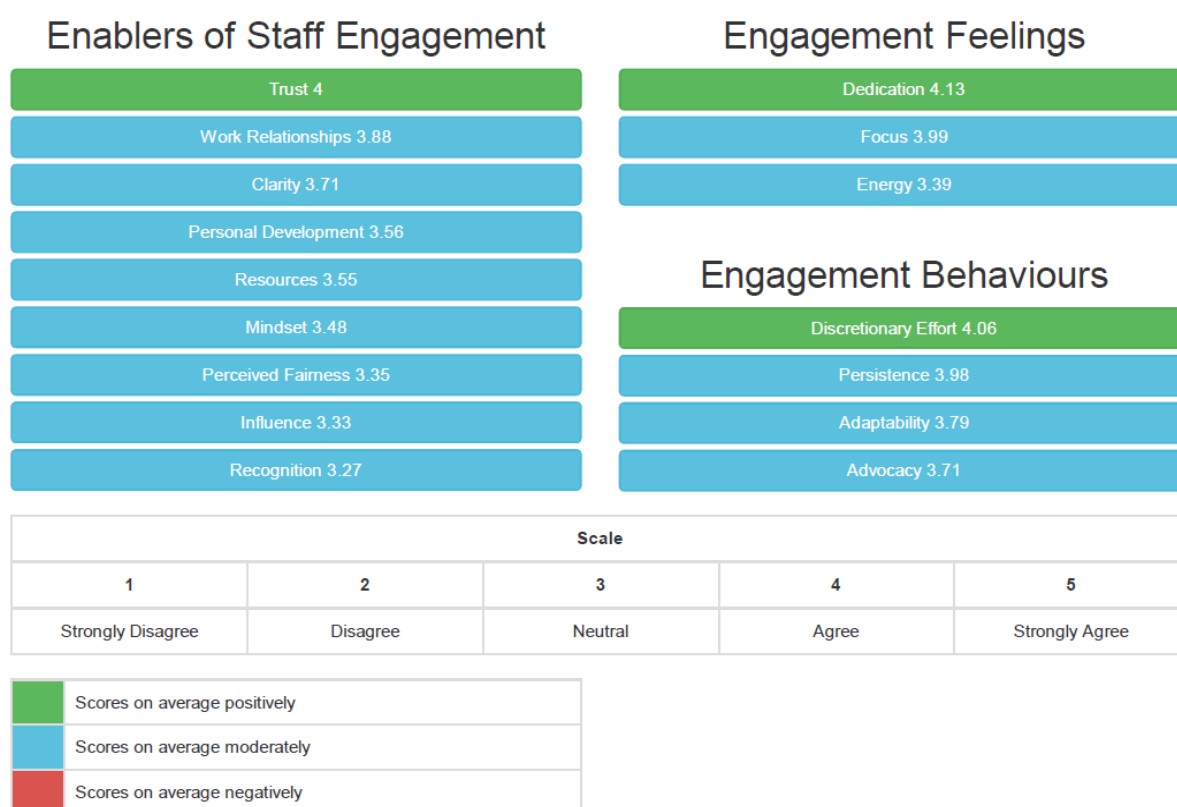 Enablers of Staff Engagement
Trust 4
Work Relationships 3.88
Clarity 3.71
Personal Development 3.56
Resources 3.55
Mindset 3.48
Perceived Fairness 3.35
Influence 3.33
Recognition 3.27
Engagement Feelings
Dedication 4.13
Focus 3.99
Energy 3.39
Engagement Behaviours
Discretionary Effort 4.06
Persistence 3.98
Adaptability 3.79
Advocacy 3.71
Scale
1 2 3 4 5
Strongly Disagree Disagree Neutral Agree Strongly Agree
Scores on average positively
Scores on average moderately
Scores on average negatively